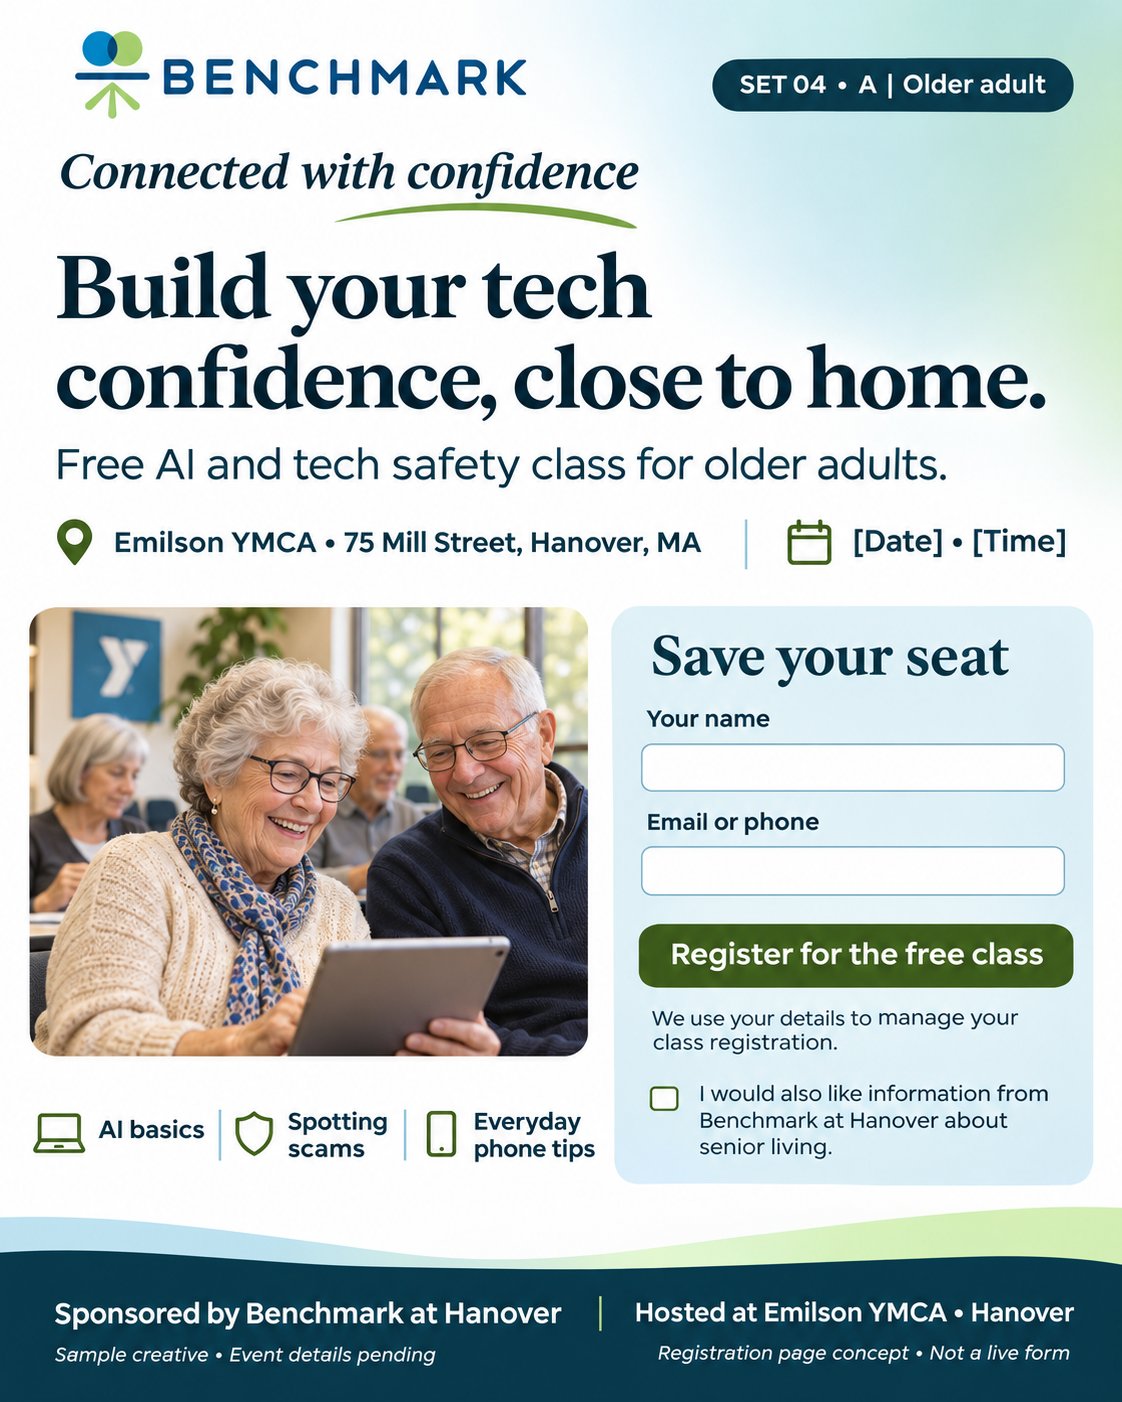 BENCHMARK
SET 04 • A | Older adult
Connected with confidence
Build your tech
confidence, close to home.
Free AI and tech safety class for older adults.
Emilson YMCA • 75 Mill Street, Hanover, MA
[Date] • [Time]
Save your seat
Your name
Email or phone
Register for the free class
We use your details to manage your
class registration.
I would also like information from
Benchmark at Hanover about
senior living.
AI basics
Spotting
scams
Everyday
phone tips
Sponsored by Benchmark at Hanover
Hosted at Emilson YMCA • Hanover
Sample creative • Event details pending
Registration page concept • Not a live form